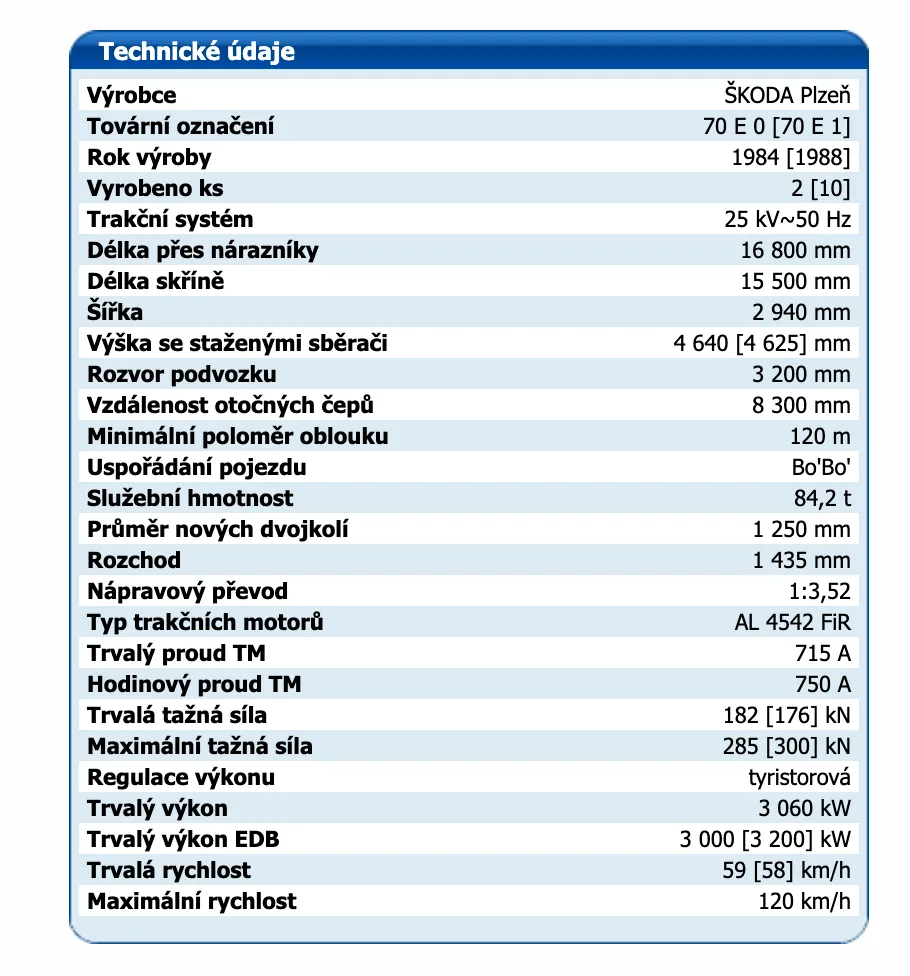 Technické údaje
Výrobce ŠKODA Plzeň
Tovární označení 70 E 0 [70 E 1]
Rok výroby 1984 [1988]
Vyrobeno ks 2 [10]
Trakční systém 25 kV~50 Hz
Délka přes nárazníky 16 800 mm
Délka skříně 15 500 mm
Šířka 2 940 mm
Výška se staženými sběrači 4 640 [4 625] mm
Rozvor podvozku 3 200 mm
Vzdálenost otočných čepů 8 300 mm
Minimální poloměr oblouku 120 m
Uspořádání pojezdu Bo'Bo'
Služební hmotnost 84,2 t
Průměr nových dvojkolí 1 250 mm
Rozchod 1 435 mm
Nápravový převod 1:3,52
Typ trakčních motorů AL 4542 FiR
Trvalý proud TM 715 A
Hodinový proud TM 750 A
Trvalá tažná síla 182 [176] kN
Maximální tažná síla 285 [300] kN
Regulace výkonu tyristorová
Trvalý výkon 3 060 kW
Trvalý výkon EDB 3 000 [3 200] kW
Trvalá rychlost 59 [58] km/h
Maximální rychlost 120 km/h